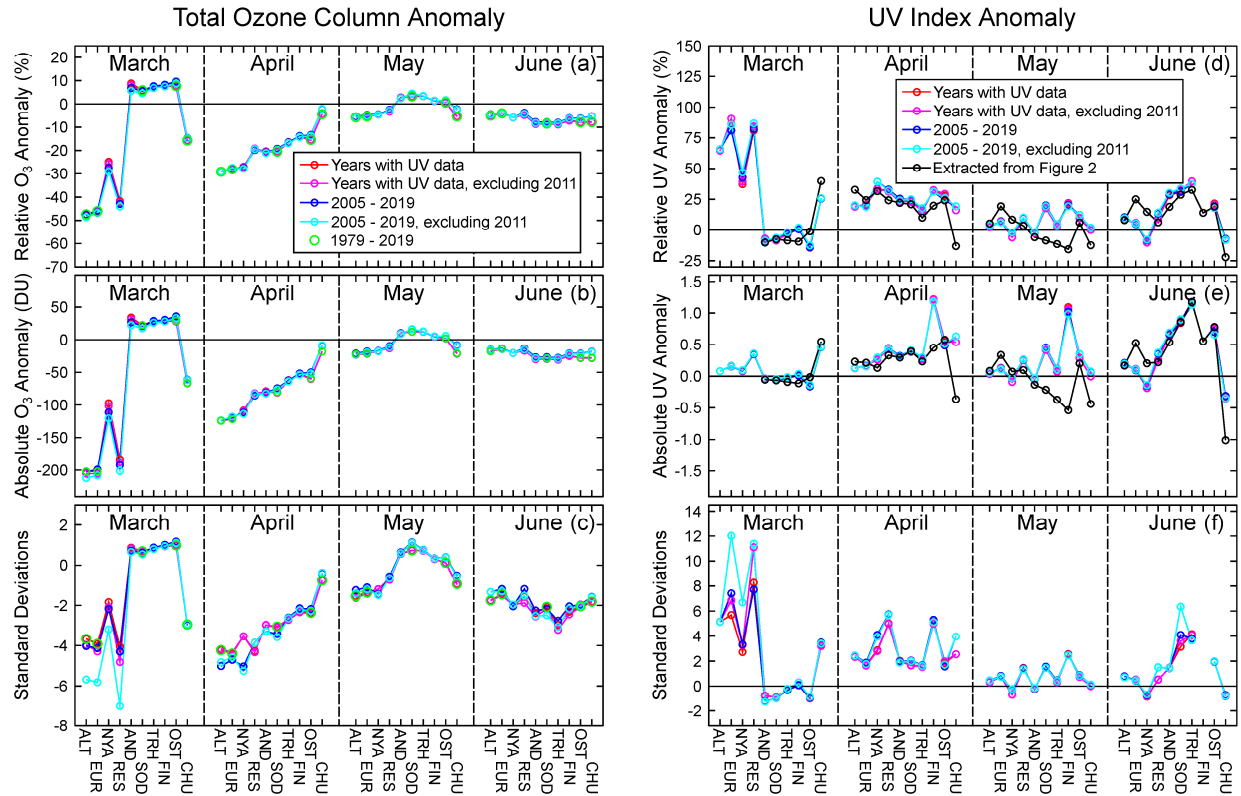 Total Ozone Column Anomaly
UV Index Anomaly
Relative O3 Anomaly (%)
20
10
0
-10
-20
-30
-40
-50
-60
-70
March
April
May
June (a)
Years with UV data
Years with UV data, excluding 2011
2005 - 2019
2005 - 2019, excluding 2011
1979 - 2019
Absolute O3 Anomaly (DU)
50
0
-50
-100
-150
-200
March
April
May
June (b)
Standard Deviations
2
0
-2
-4
-6
-8
March
April
May
June (c)
ALT
EUR
NYA
RES
AND
SOD
TRH
FIN
OST
CHU
ALT
EUR
NYA
RES
AND
SOD
TRH
FIN
OST
CHU
ALT
EUR
NYA
RES
AND
SOD
TRH
FIN
OST
CHU
ALT
EUR
NYA
RES
AND
SOD
TRH
FIN
OST
CHU
Relative UV Anomaly (%)
150
125
100
75
50
25
0
-25
March
April
May
June (d)
Years with UV data
Years with UV data, excluding 2011
2005 - 2019
2005 - 2019, excluding 2011
Extracted from Figure 2
Absolute UV Anomaly
1.5
1.0
0.5
0.0
-0.5
-1.0
-1.5
March
April
May
June (e)
Standard Deviations
14
12
10
8
6
4
2
0
-2
March
April
May
June (f)
ALT
EUR
NYA
RES
AND
SOD
TRH
FIN
OST
CHU
ALT
EUR
NYA
RES
AND
SOD
TRH
FIN
OST
CHU
ALT
EUR
NYA
RES
AND
SOD
TRH
FIN
OST
CHU
ALT
EUR
NYA
RES
AND
SOD
TRH
FIN
OST
CHU